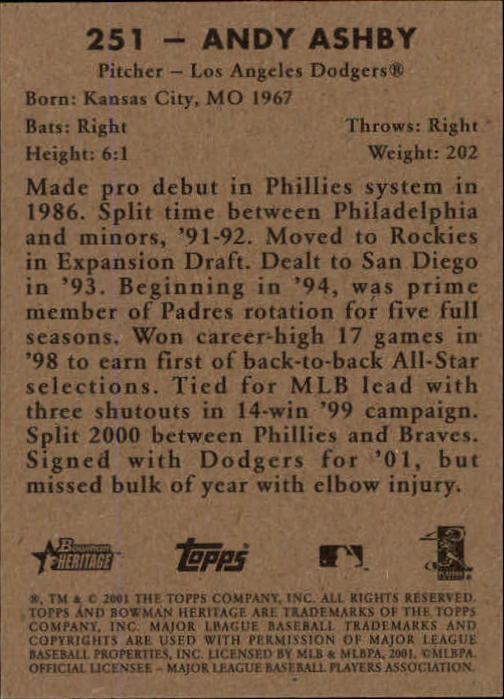 251 – ANDY ASHBY
Pitcher – Los Angeles Dodgers®
Born: Kansas City, MO 1967
Bats: Right Throws: Right
Height: 6:1 Weight: 202
Made pro debut in Phillies system in
1986. Split time between Philadelphia
and minors, '91-92. Moved to Rockies
in Expansion Draft. Dealt to San Diego
in '93. Beginning in '94, was prime
member of Padres rotation for five full
seasons. Won career-high 17 games in
'98 to earn first of back-to-back All-Star
selections. Tied for MLB lead with
three shutouts in 14-win '99 campaign.
Split 2000 between Phillies and Braves.
Signed with Dodgers for '01, but
missed bulk of year with elbow injury.
Bowman
HERITAGE
Topps
®, TM & © 2001 THE TOPPS COMPANY, INC. ALL RIGHTS RESERVED.
TOPPS AND BOWMAN HERITAGE ARE TRADEMARKS OF THE TOPPS
COMPANY, INC. MAJOR LEAGUE BASEBALL TRADEMARKS AND
COPYRIGHTS ARE USED WITH PERMISSION OF MAJOR LEAGUE
BASEBALL PROPERTIES, INC. LICENSED BY MLB & MLBPA, 2001. ©MLBPA.
OFFICIAL LICENSEE – MAJOR LEAGUE BASEBALL PLAYERS ASSOCIATION.